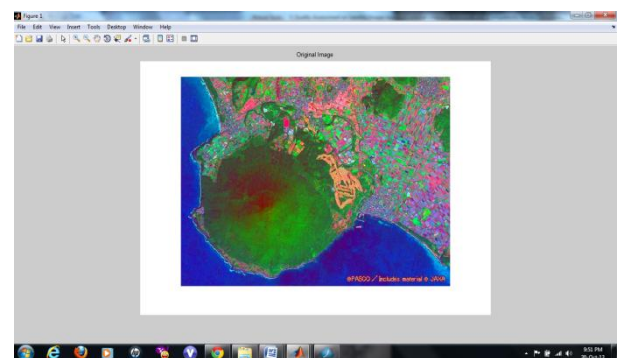 Figure 1
File Edit View Insert Tools Desktop Window Help
Original Image
©PASCO / Includes material © JAXA
9:51 PM